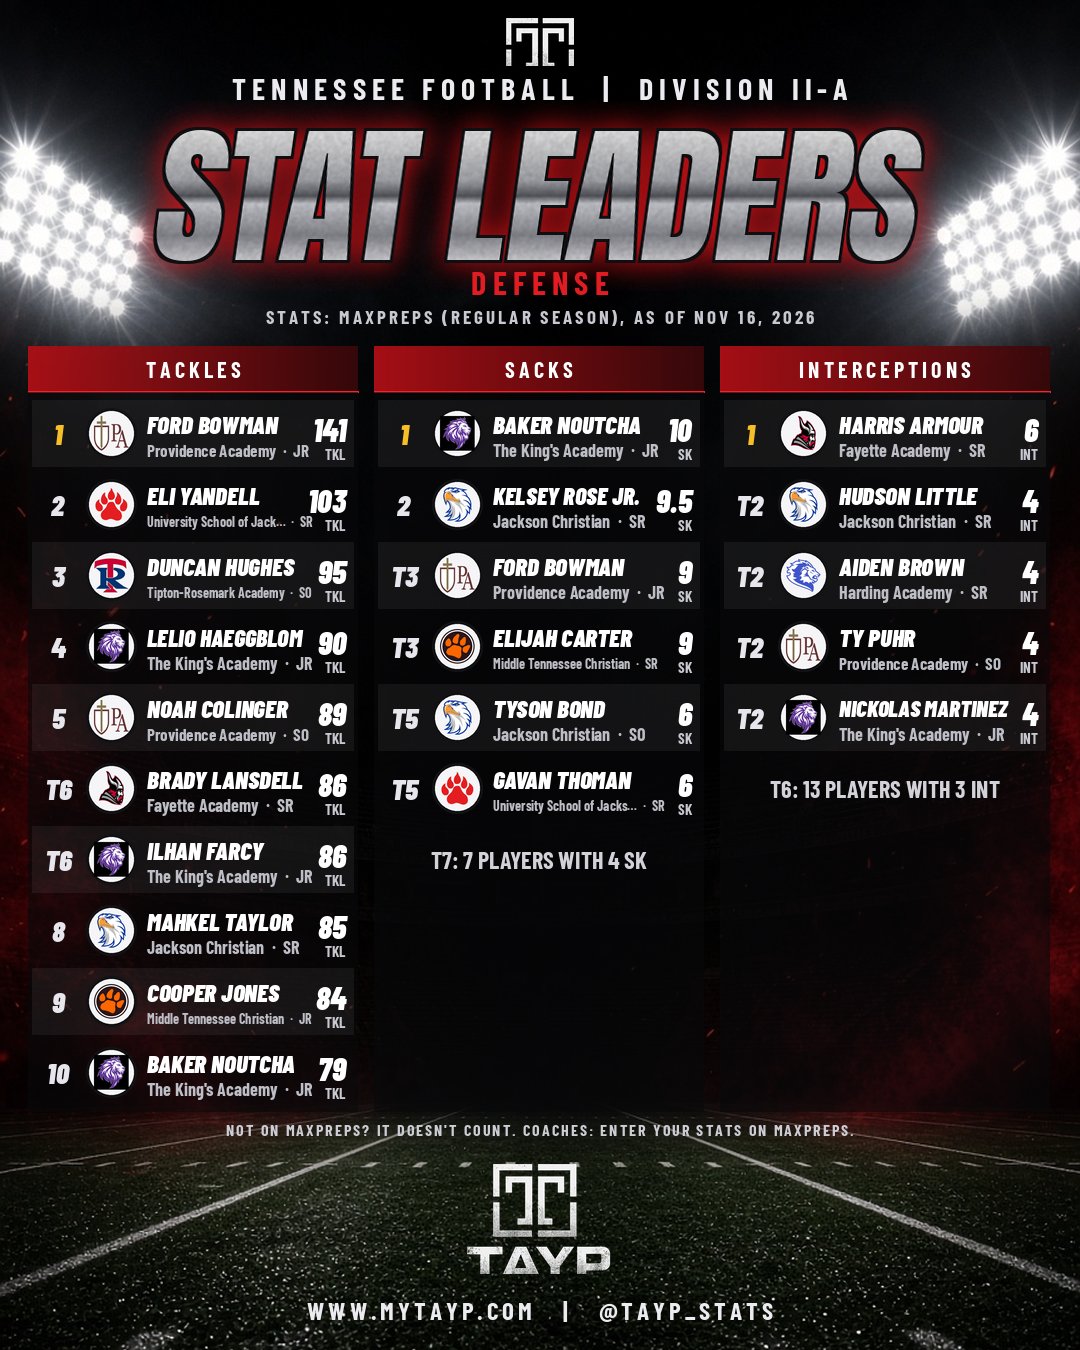 TENNESSEE FOOTBALL | DIVISION II-A
STAT LEADERS
DEFENSE
STATS: MAXPREPS (REGULAR SEASON), AS OF NOV 16, 2026
TACKLES
1 FORD BOWMAN 141
Providence Academy · JR TKL
2 ELI YANDELL 103
University School of Jack... · SR TKL
3 DUNCAN HUGHES 95
Tipton-Rosemark Academy · SO TKL
4 LELIO HAEGGBLOM 90
The King's Academy · JR TKL
5 NOAH COLINGER 89
Providence Academy · SO TKL
T6 BRADY LANSDELL 86
Fayette Academy · SR TKL
T6 ILHAN FARCY 86
The King's Academy · JR TKL
8 MAHKEL TAYLOR 85
Jackson Christian · SR TKL
9 COOPER JONES 84
Middle Tennessee Christian · JR TKL
10 BAKER NOUTCHA 79
The King's Academy · JR TKL
SACKS
1 BAKER NOUTCHA 10
The King's Academy · JR SK
2 KELSEY ROSE JR. 9.5
Jackson Christian · SR SK
T3 FORD BOWMAN 9
Providence Academy · JR SK
T3 ELIJAH CARTER 9
Middle Tennessee Christian · SR SK
T5 TYSON BOND 6
Jackson Christian · SO SK
T5 GAVAN THOMAN 6
University School of Jacks... · SR SK
T7: 7 PLAYERS WITH 4 SK
INTERCEPTIONS
1 HARRIS ARMOUR 6
Fayette Academy · SR INT
T2 HUDSON LITTLE 4
Jackson Christian · SR INT
T2 AIDEN BROWN 4
Harding Academy · SR INT
T2 TY PUHR 4
Providence Academy · SO INT
T2 NICKOLAS MARTINEZ 4
The King's Academy · JR INT
T6: 13 PLAYERS WITH 3 INT
NOT ON MAXPREPS? IT DOESN'T COUNT. COACHES: ENTER YOUR STATS ON MAXPREPS.
TAYP
WWW.MYTAYP.COM | @TAYP_STATS